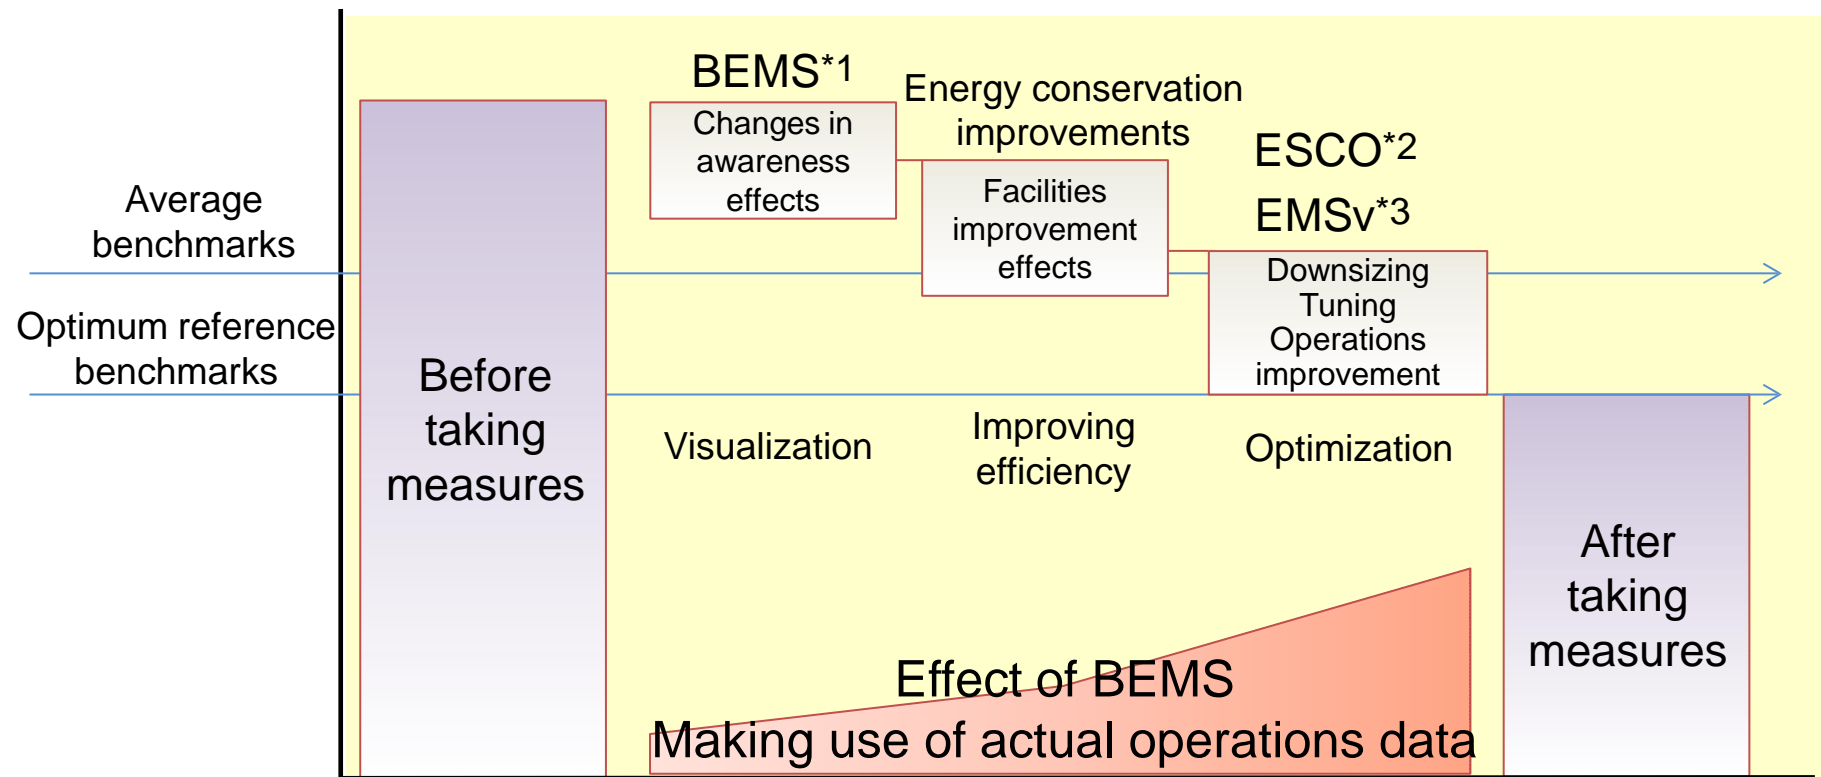 BEMS*1
Changes in
awareness
effects
Energy conservation
improvements
Facilities
improvement
effects
ESCO*2
EMSv*3
Downsizing
Tuning
Operations
improvement
Average
benchmarks
Optimum reference
benchmarks
Before
taking
measures
Visualization
Improving
efficiency
Optimization
After
taking
measures
Effect of BEMS
Making use of actual operations data